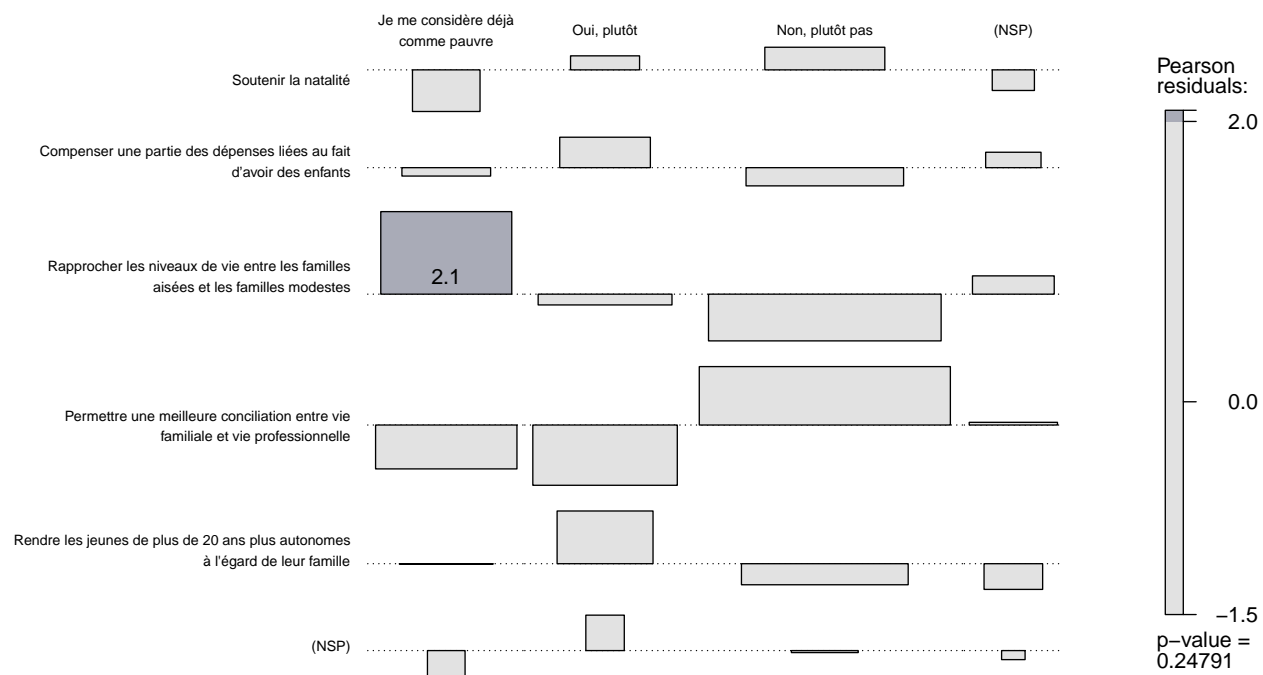 Je me considère déjà
comme pauvre
Oui, plutôt
Non, plutôt pas
(NSP)
Soutenir la natalité
Compenser une partie des dépenses liées au fait
d'avoir des enfants
Rapprocher les niveaux de vie entre les familles
aisées et les familles modestes
2.1
Permettre une meilleure conciliation entre vie
familiale et vie professionnelle
Rendre les jeunes de plus de 20 ans plus autonomes
à l'égard de leur famille
(NSP)
Pearson
residuals:
2.0
0.0
−1.5
p−value =
0.24791